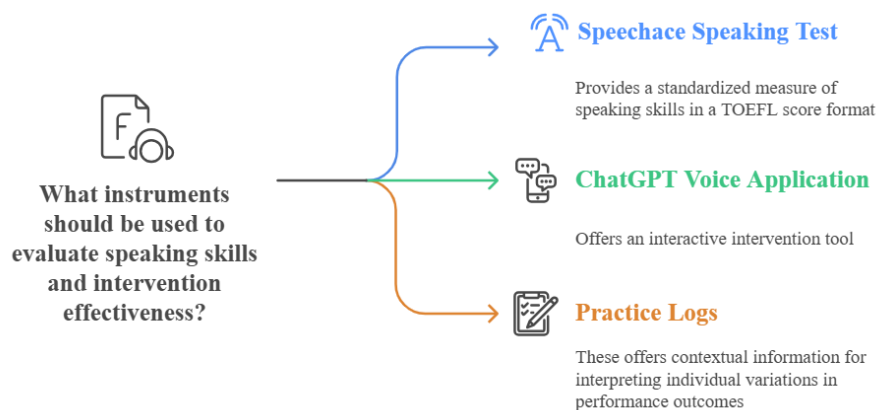 Speechace Speaking Test
Provides a standardized measure of
speaking skills in a TOEFL score format
F
What instruments
should be used to
evaluate speaking skills
and intervention
effectiveness?
ChatGPT Voice Application
Offers an interactive intervention tool
Practice Logs
These offers contextual information for
interpreting individual variations in
performance outcomes